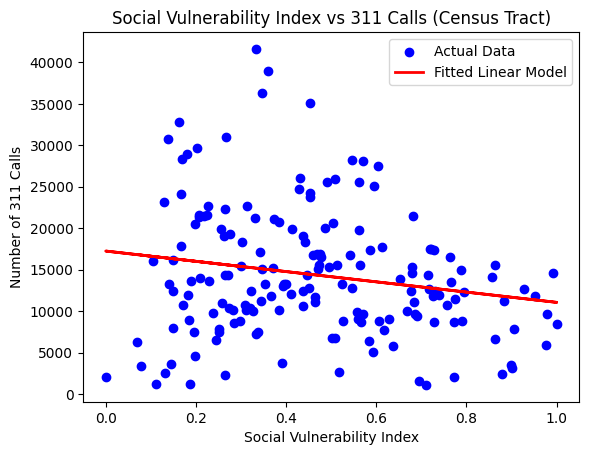 Social Vulnerability Index vs 311 Calls (Census Tract)
Actual Data
Fitted Linear Model
Number of 311 Calls
40000
35000
30000
25000
20000
15000
10000
5000
0
0.0 0.2 0.4 0.6 0.8 1.0
Social Vulnerability Index